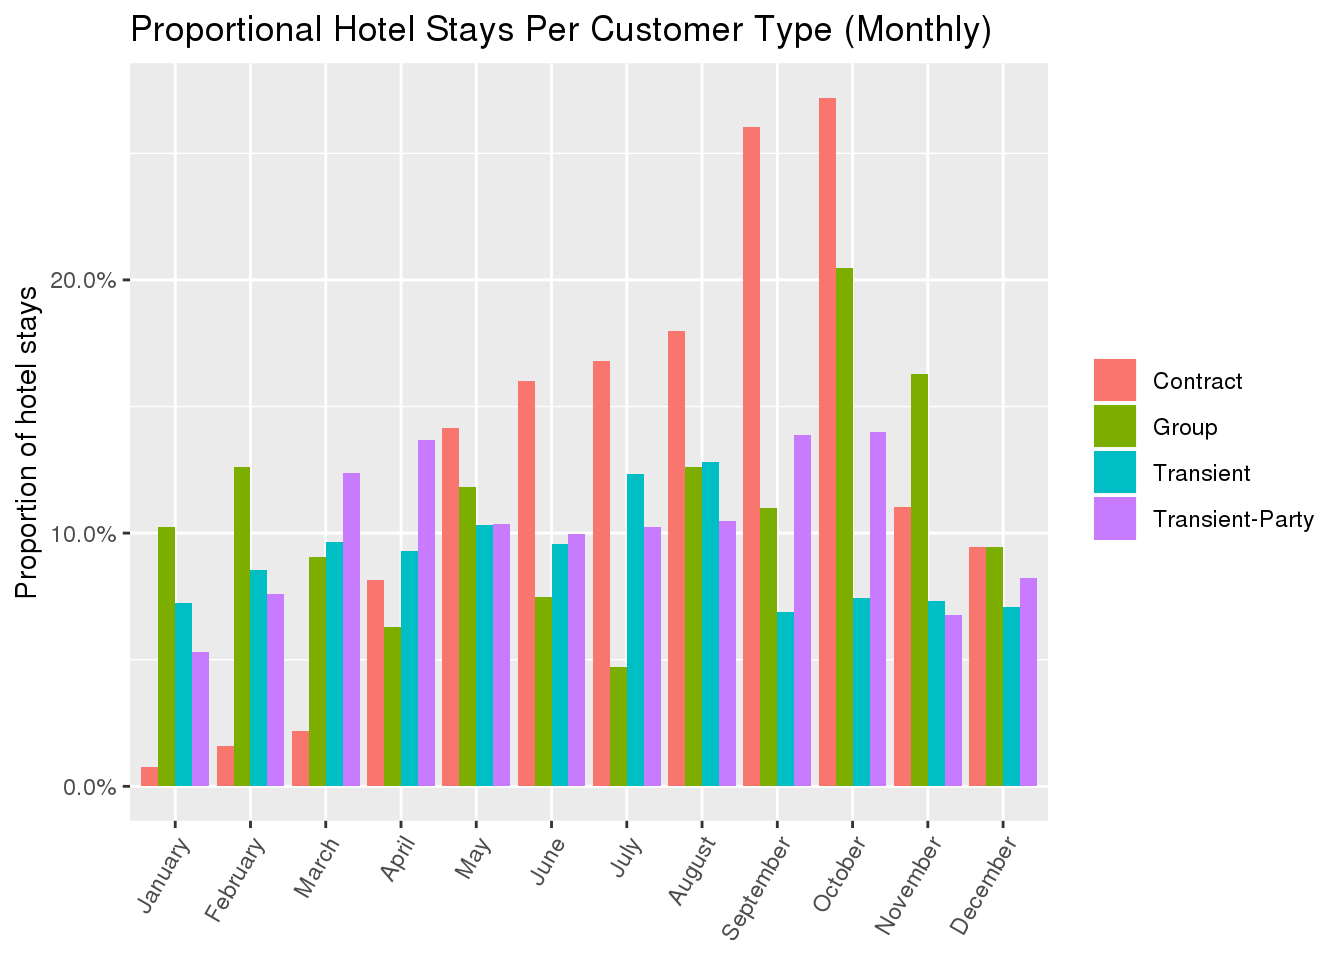 Proportional Hotel Stays Per Customer Type (Monthly)
Proportion of hotel stays
20.0%
10.0%
0.0%
January
February
March
April
May
June
July
August
September
October
November
December
Contract
Group
Transient
Transient-Party